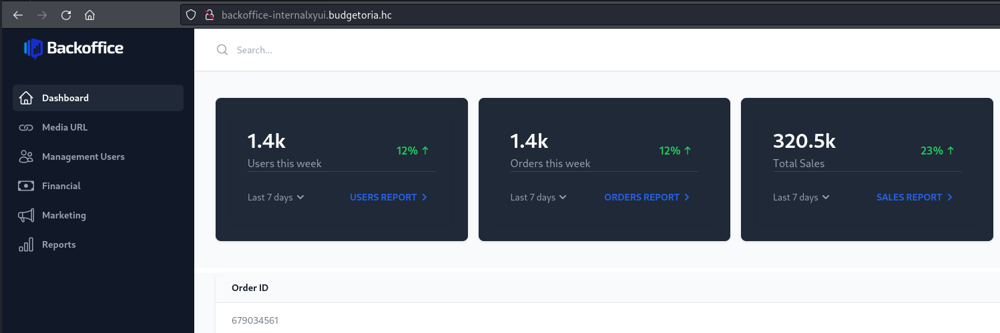 backoffice-internalxyui.budgetoria.hc
Backoffice
Search...
Dashboard
Media URL
Management Users
Financial
Marketing
Reports
1.4k
12% ↑
Users this week
Last 7 days
USERS REPORT
1.4k
12% ↑
Orders this week
Last 7 days
ORDERS REPORT
320.5k
23% ↑
Total Sales
Last 7 days
SALES REPORT
Order ID
679034561